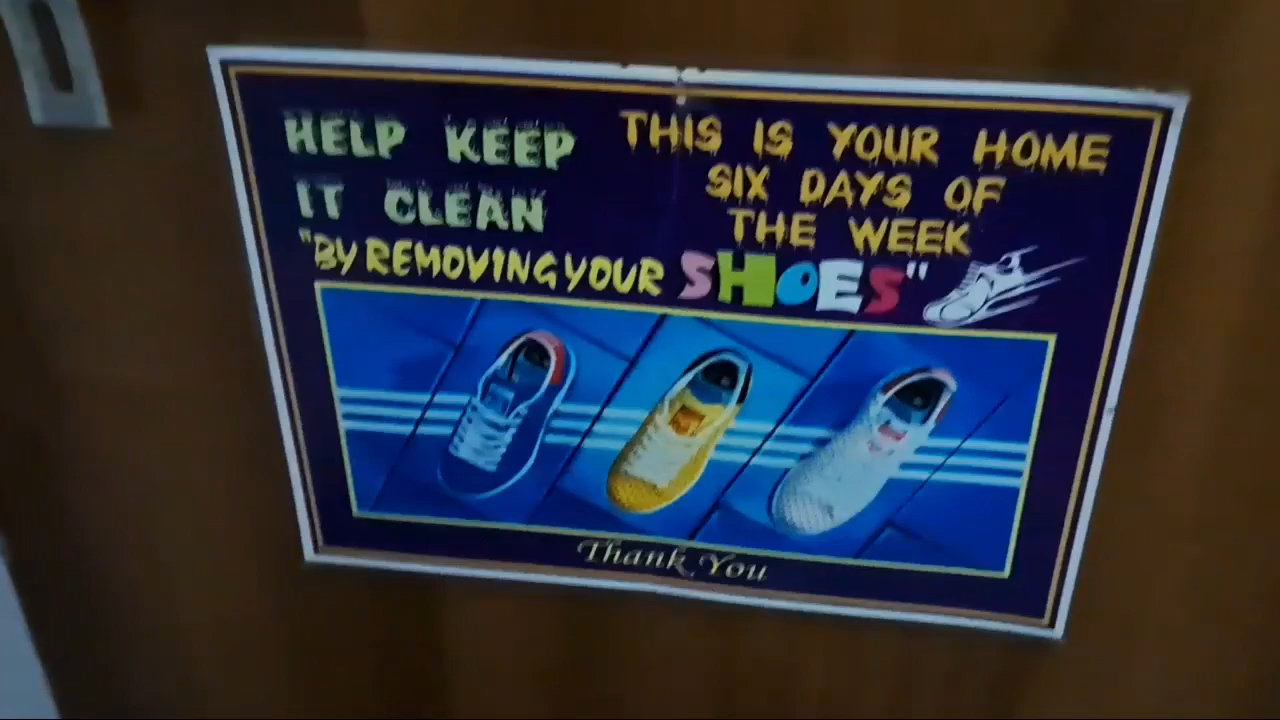 HELP KEEP
IT CLEAN
THIS IS YOUR HOME
SIX DAYS OF
THE WEEK
"BY REMOVING YOUR SHOES"
Thank You